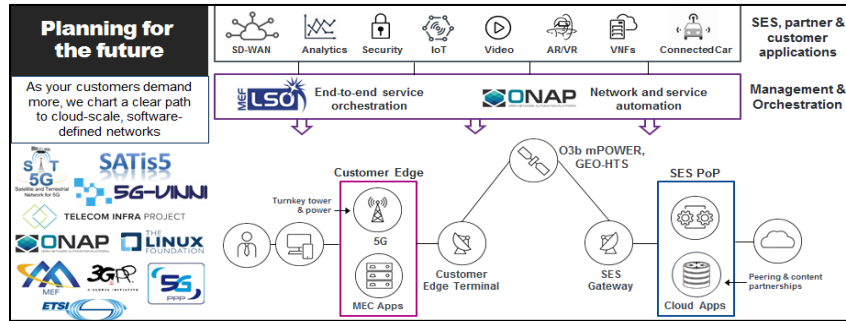 Planning for
the future
As your customers demand
more, we chart a clear path
to cloud-scale, software-
defined networks
SD-WAN
Analytics
Security
IoT
Video
AR/VR
VNFs
ConnectedCar
SES, partner &
customer
applications
MEF
LSO
End-to-end service
orchestration
ONAP
Network and service
automation
Management &
Orchestration
SAT
5G
Satellite and Terrestrial
Network for 5G
SATis5
5G-VINNI
TELECOM INFRA PROJECT
ONAP
THE
LINUX
FOUNDATION
MEF
3GPP
A GLOBAL INITIATIVE
5G
PPP
ETSI
Customer Edge
Turnkey tower
& power
5G
MEC Apps
Customer
Edge Terminal
O3b mPOWER,
GEO-HTS
SES
Gateway
SES PoP
Cloud Apps
Peering & content
partnerships